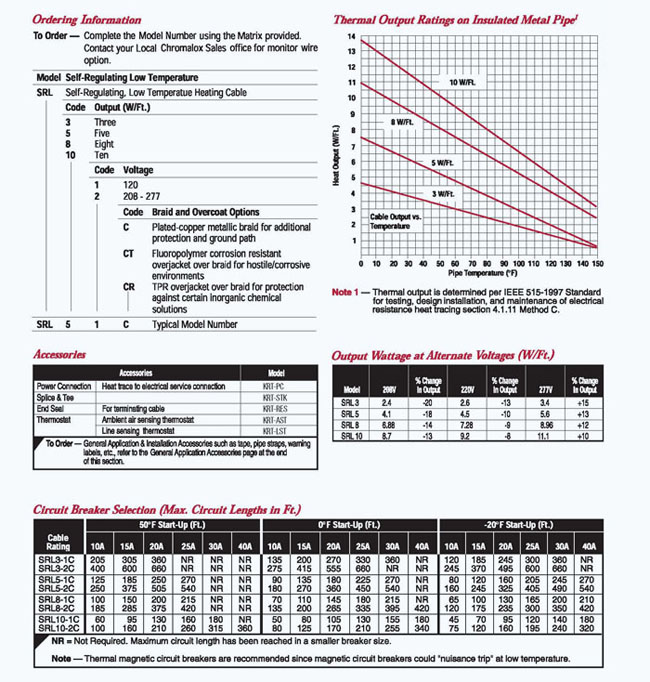 Ordering Information
To Order — Complete the Model Number using the Matrix provided.
Contact your Local Chromalox Sales office for monitor wire
option.
Model Self-Regulating Low Temperature
SRL Self-Regulating, Low Temperatue Heating Cable
Code Output (W/Ft.)
3 Three
5 Five
8 Eight
10 Ten
Code Voltage
1 120
2 208 - 277
Code Braid and Overcoat Options
C Plated-copper metallic braid for additional
protection and ground path
CT Fluoropolymer corrosion resistant
overjacket over braid for hostile/corrosive
environments
CR TPR overjacket over braid for protection
against certain inorganic chemical
solutions
SRL 5 1 C Typical Model Number
Thermal Output Ratings on Insulated Metal Pipe¹
14
13
12
11
10
9
8
7
6
5
4
3
2
1
Heat Output (W/Ft.)
10 W/Ft.
8 W/Ft.
5 W/Ft.
3 W/Ft.
Cable Output vs.
Temperature
0 10 20 30 40 50 60 70 80 90 100 110 120 130 140 150
Pipe Temperature (°F)
Note 1 — Thermal output is determined per IEEE 515-1997 Standard
for testing, design installation, and maintenance of electrical
resistance heat tracing section 4.1.11 Method C.
Accessories
Accessories Model
Power Connection Heat trace to electrical service connection KRT-PC
Splice & Tee KRT-STK
End Seal For terminating cable KRT-RES
Thermostat Ambient air sensing thermostat KRT-AST
Line sensing thermostat KRT-LST
To Order — General Application & Installation Accessories such as tape, pipe straps, warning
labels, etc., refer to the General Application Accessories page at the end
of this section.
Output Wattage at Alternate Voltages (W/Ft.)
Model 208V % Change In Output 220V % Change In Output 277V % Change In Output
SRL3 2.4 -20 2.6 -13 3.4 +15
SRL5 4.1 -18 4.5 -10 5.6 +13
SRL8 6.88 -14 7.28 -9 8.96 +12
SRL10 8.7 -13 9.2 -8 11.1 +10
Circuit Breaker Selection (Max. Circuit Lengths in Ft.)
50°F Start-Up (Ft.) 0°F Start-Up (Ft.) -20°F Start-Up (Ft.)
Cable Rating 10A 15A 20A 25A 30A 40A 10A 15A 20A 25A 30A 40A 10A 15A 20A 25A 30A 40A
SRL3-1C 205 305 360 NR NR NR 135 200 270 330 360 NR 120 185 245 300 360 NR
SRL3-2C 400 600 660 NR NR NR 275 415 555 660 NR NR 245 370 495 600 660 NR
SRL5-1C 125 185 250 270 NR NR 90 135 180 225 270 NR 80 120 160 205 245 270
SRL5-2C 250 375 505 540 NR NR 180 270 360 450 540 NR 160 245 325 405 490 540
SRL8-1C 100 150 200 215 NR NR 70 110 145 180 215 NR 65 100 130 165 200 210
SRL8-2C 185 285 375 420 NR NR 135 200 265 335 395 420 120 175 235 300 350 420
SRL10-1C 60 95 130 160 180 NR 50 80 105 130 155 180 45 70 95 120 140 180
SRL10-2C 100 160 210 260 315 360 80 125 170 210 255 340 75 120 160 195 240 320
NR = Not Required. Maximum circuit length has been reached in a smaller breaker size.
Note — Thermal magnetic circuit breakers are recommended since magnetic circuit breakers could "nuisance trip" at low temperature.